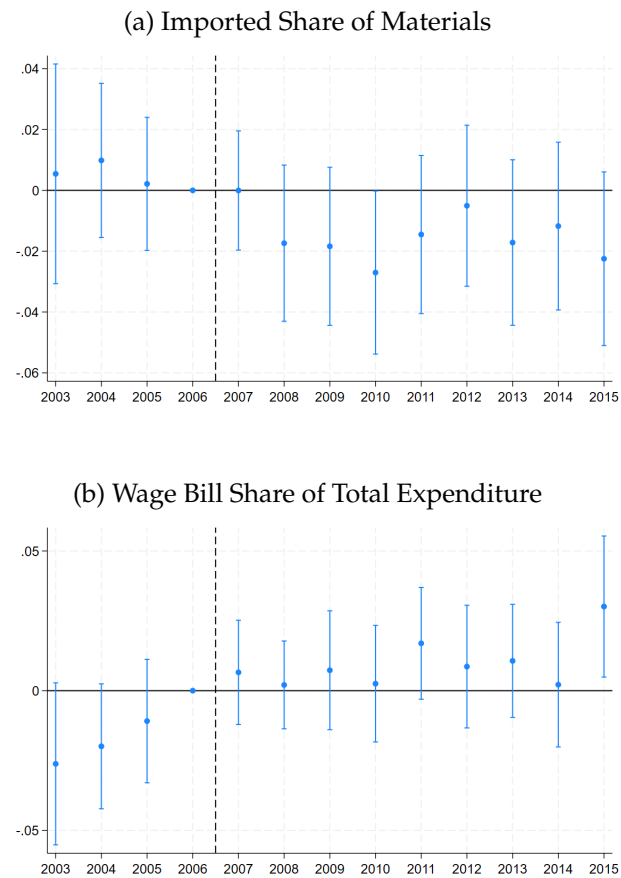 (a) Imported Share of Materials
.04
.02
0
-.02
-.04
-.06
2003 2004 2005 2006 2007 2008 2009 2010 2011 2012 2013 2014 2015
(b) Wage Bill Share of Total Expenditure
.05
0
-.05
2003 2004 2005 2006 2007 2008 2009 2010 2011 2012 2013 2014 2015